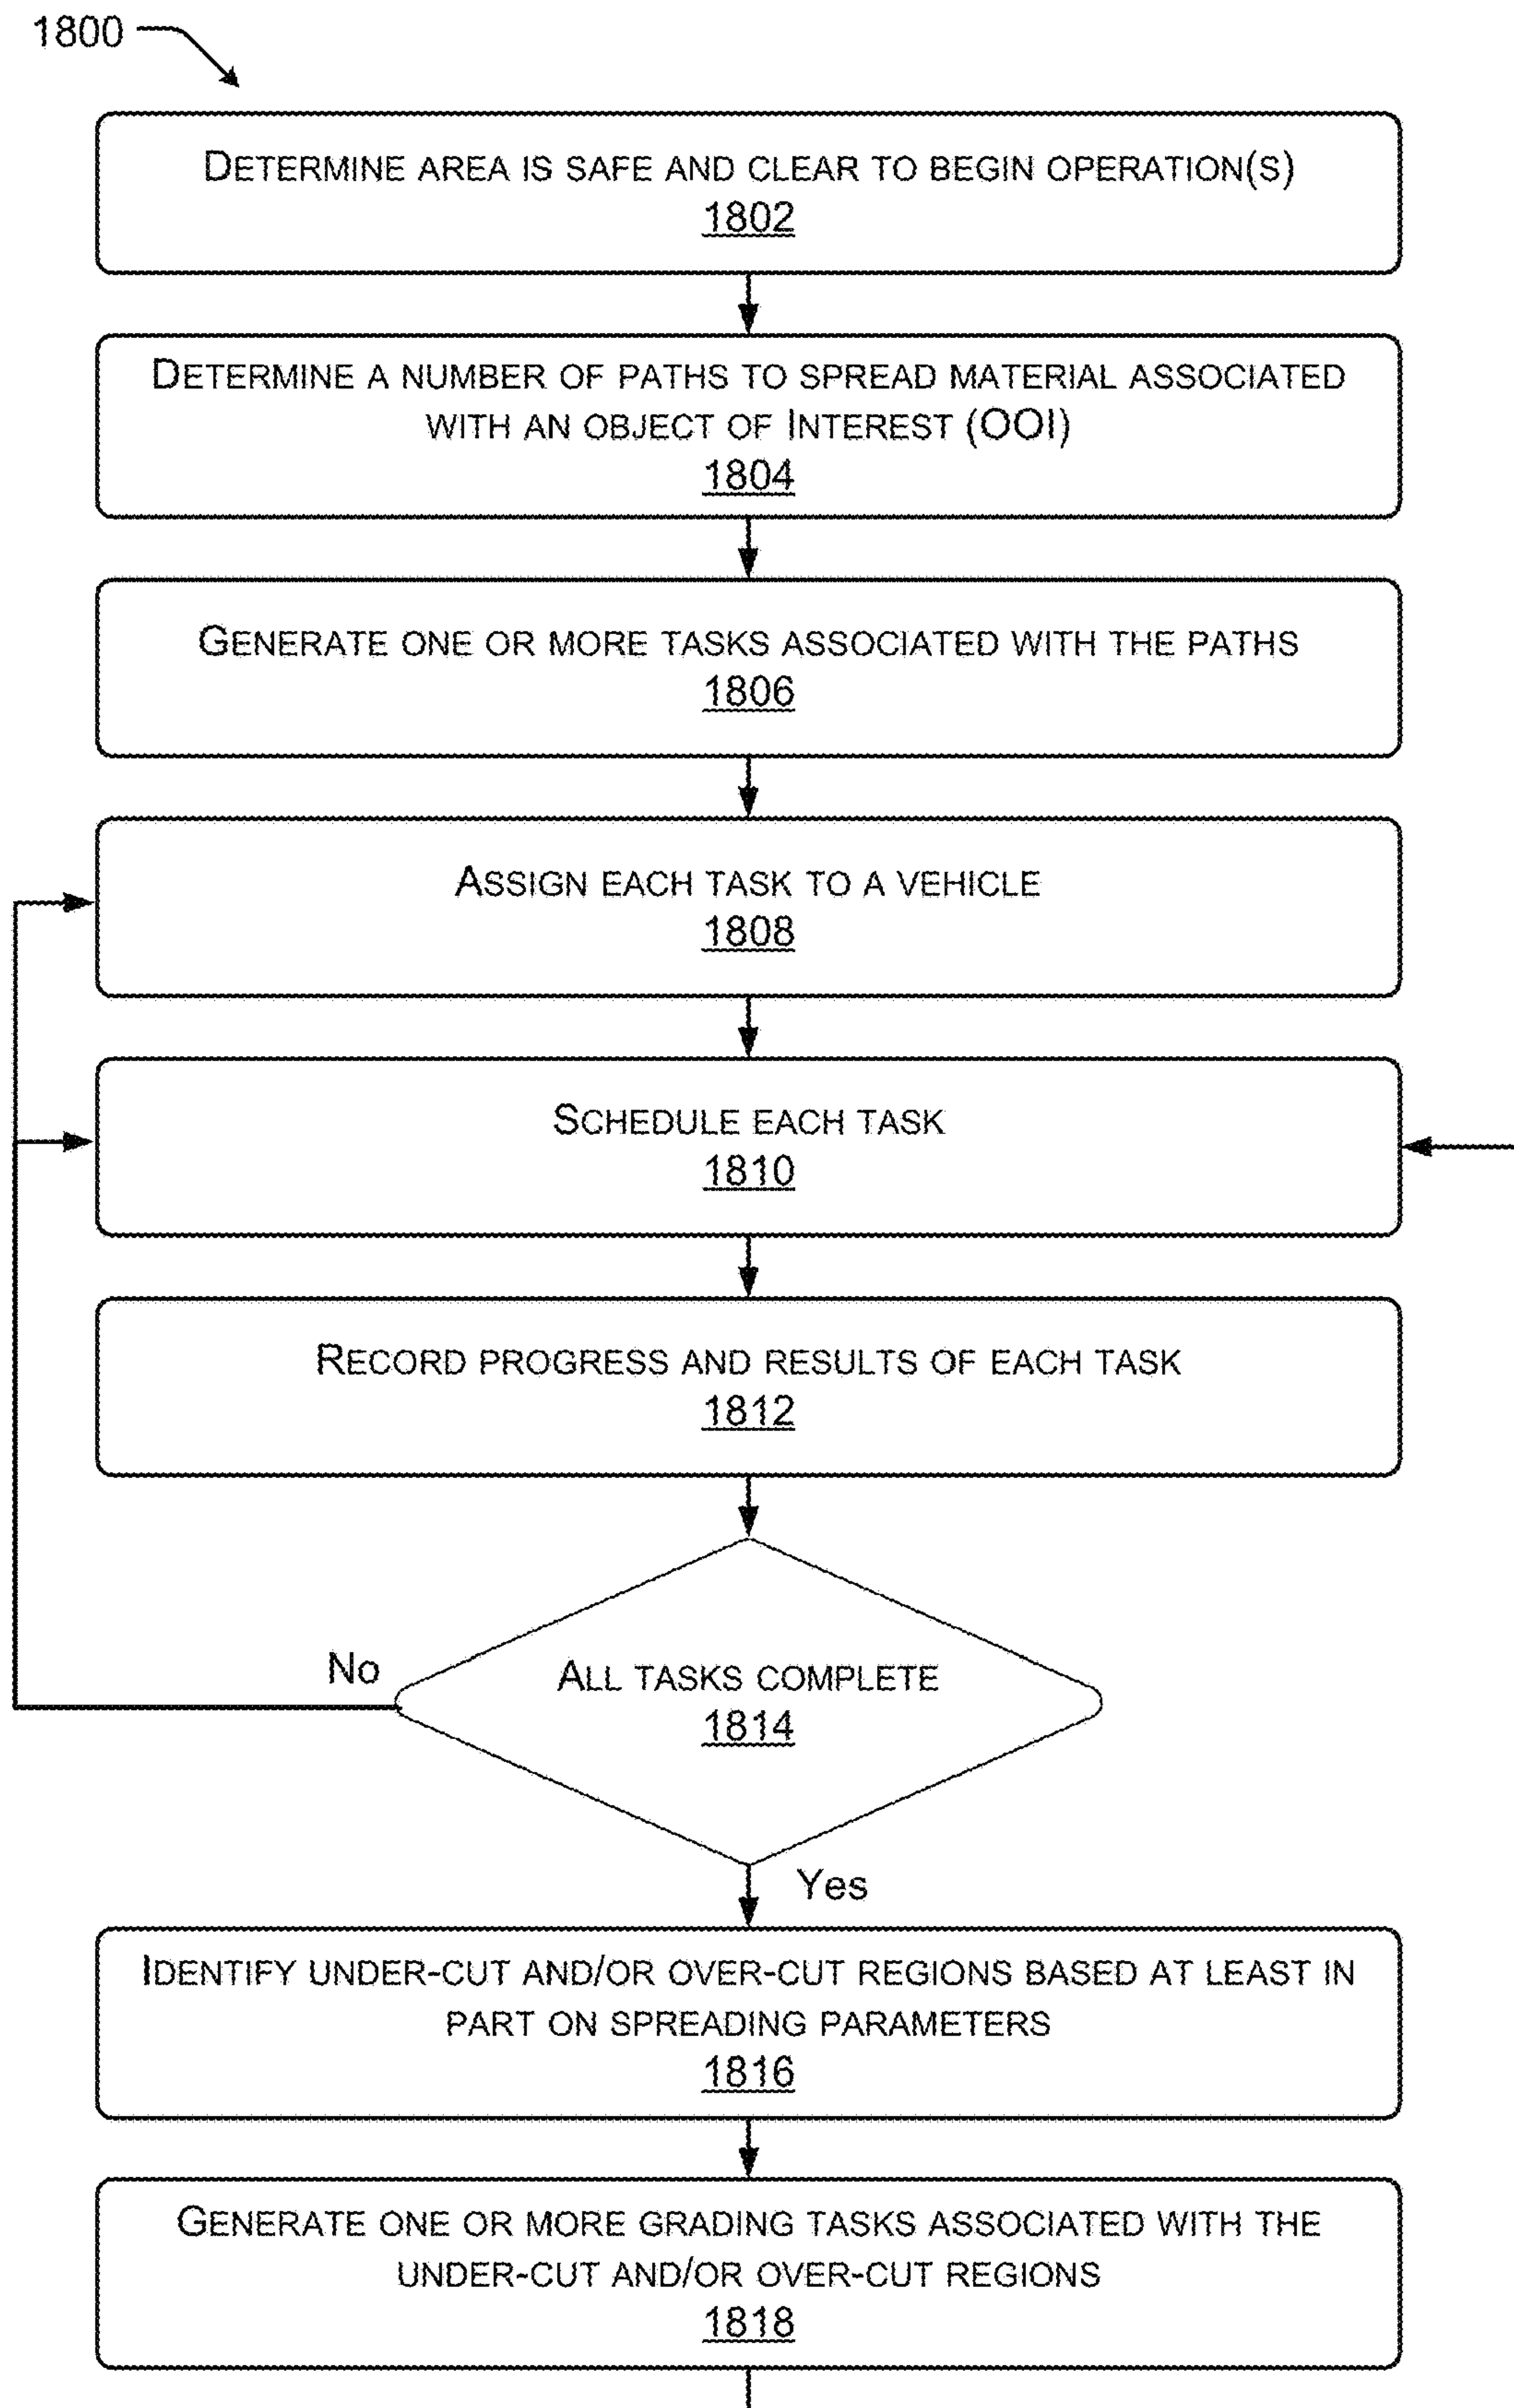 1800
DETERMINE AREA IS SAFE AND CLEAR TO BEGIN OPERATION(S)
1802
DETERMINE A NUMBER OF PATHS TO SPREAD MATERIAL ASSOCIATED
WITH AN OBJECT OF INTEREST (OOI)
1804
GENERATE ONE OR MORE TASKS ASSOCIATED WITH THE PATHS
1806
ASSIGN EACH TASK TO A VEHICLE
1808
SCHEDULE EACH TASK
1810
RECORD PROGRESS AND RESULTS OF EACH TASK
1812
No
ALL TASKS COMPLETE
1814
Yes
IDENTIFY UNDER-CUT AND/OR OVER-CUT REGIONS BASED AT LEAST IN
PART ON SPREADING PARAMETERS
1816
GENERATE ONE OR MORE GRADING TASKS ASSOCIATED WITH THE
UNDER-CUT AND/OR OVER-CUT REGIONS
1818